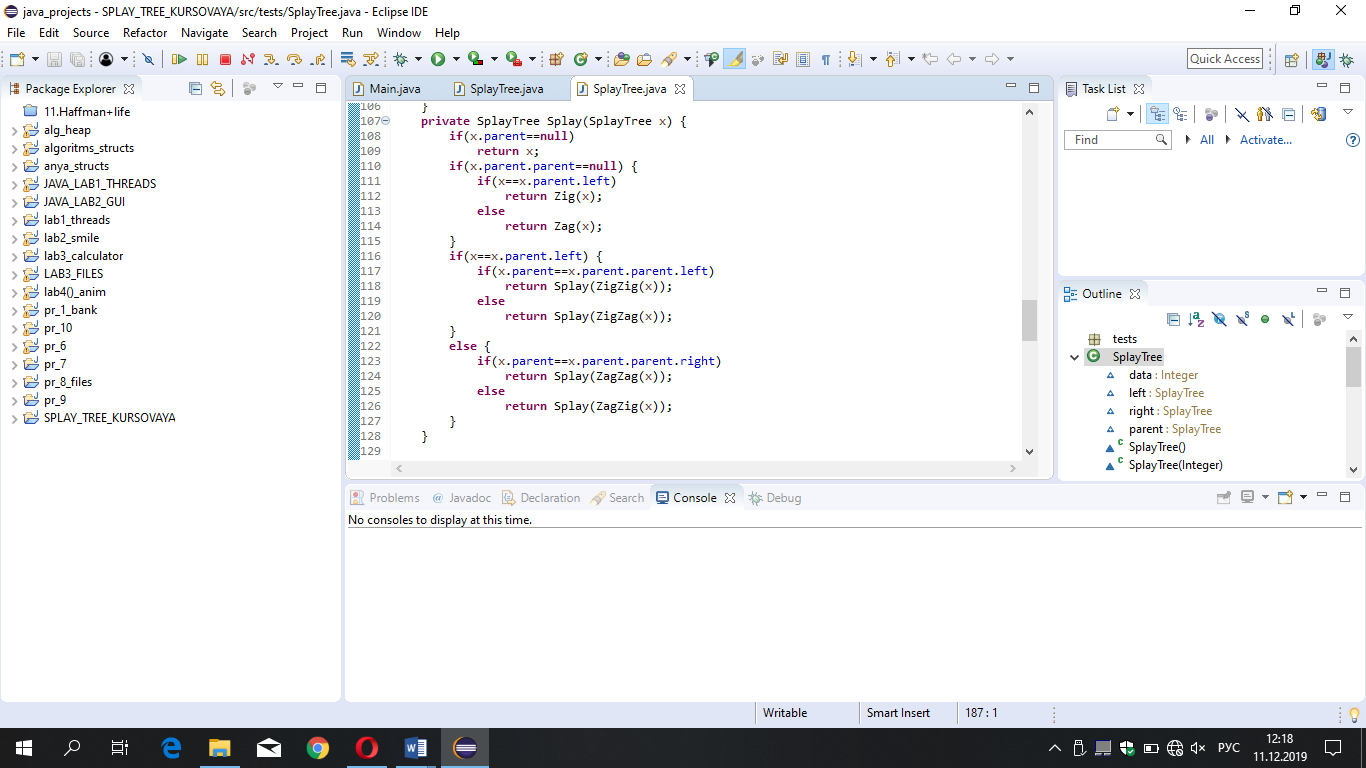 java_projects - SPLAY_TREE_KURSOVAYA/src/tests/SplayTree.java - Eclipse IDE
File Edit Source Refactor Navigate Search Project Run Window Help
Quick Access
Package Explorer
11.Haffman+life
alg_heap
algoritms_structs
anya_structs
JAVA_LAB1_THREADS
JAVA_LAB2_GUI
lab1_threads
lab2_smile
lab3_calculator
LAB3_FILES
lab4()_anim
pr_1_bank
pr_10
pr_6
pr_7
pr_8_files
pr_9
SPLAY_TREE_KURSOVAYA
Main.java SplayTree.java SplayTree.java
106 }
107 private SplayTree Splay(SplayTree x) {
108 if(x.parent==null)
109 return x;
110 if(x.parent.parent==null) {
111 if(x==x.parent.left)
112 return Zig(x);
113 else
114 return Zag(x);
115 }
116 if(x==x.parent.left) {
117 if(x.parent==x.parent.parent.left)
118 return Splay(ZigZig(x));
119 else
120 return Splay(ZigZag(x));
121 }
122 else {
123 if(x.parent==x.parent.parent.right)
124 return Splay(ZagZag(x));
125 else
126 return Splay(ZagZig(x));
127 }
128 }
129
Task List
Find All Activate...
Outline
tests
SplayTree
data : Integer
left : SplayTree
right : SplayTree
parent : SplayTree
SplayTree()
SplayTree(Integer)
Problems Javadoc Declaration Search Console Debug
No consoles to display at this time.
Writable Smart Insert 187 : 1
РУС
12:18
11.12.2019